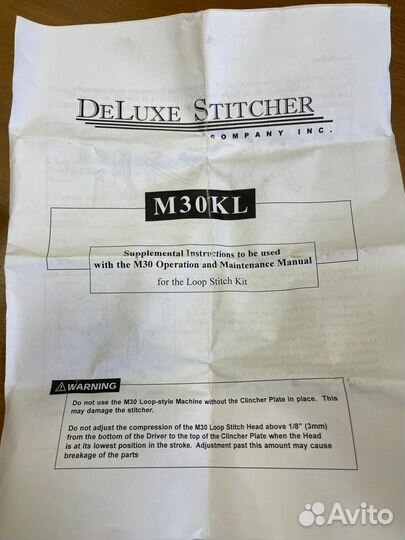 DELUXE STITCHER
COMPANY INC.
M30KL
Supplemental Instructions to be used
with the M30 Operation and Maintenance Manual
for the Loop Stitch Kit
WARNING
Do not use the M30 Loop-style Machine without the Clincher Plate in place. This
may damage the stitcher.
Do not adjust the compression of the M30 Loop Stitch Head above 1/8" (3mm)
from the bottom of the Driver to the top of the Clincher Plate when the Head
is at its lowest position in the stroke. Adjustment past this amount may cause
breakage of the parts
Avito